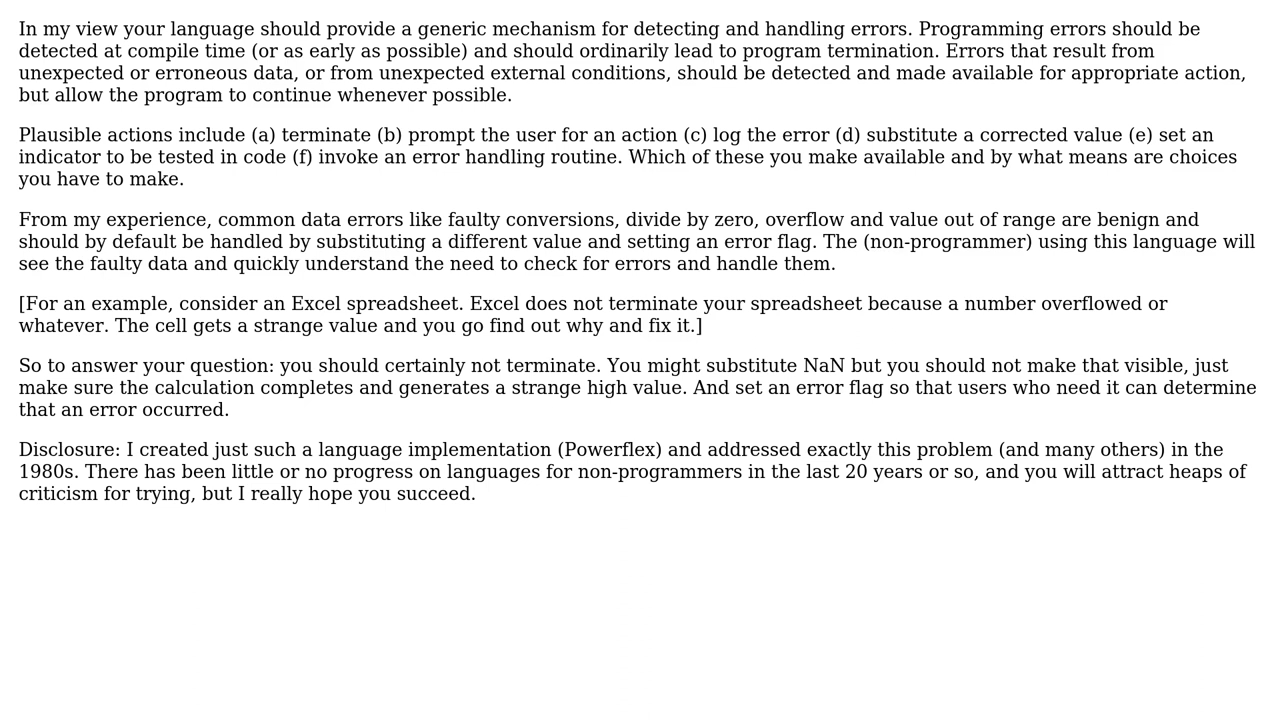 In my view your language should provide a generic mechanism for detecting and handling errors. Programming errors should be
detected at compile time (or as early as possible) and should ordinarily lead to program termination. Errors that result from
unexpected or erroneous data, or from unexpected external conditions, should be detected and made available for appropriate action,
but allow the program to continue whenever possible.
Plausible actions include (a) terminate (b) prompt the user for an action (c) log the error (d) substitute a corrected value (e) set an
indicator to be tested in code (f) invoke an error handling routine. Which of these you make available and by what means are choices
you have to make.
From my experience, common data errors like faulty conversions, divide by zero, overflow and value out of range are benign and
should by default be handled by substituting a different value and setting an error flag. The (non-programmer) using this language will
see the faulty data and quickly understand the need to check for errors and handle them.
[For an example, consider an Excel spreadsheet. Excel does not terminate your spreadsheet because a number overflowed or
whatever. The cell gets a strange value and you go find out why and fix it.]
So to answer your question: you should certainly not terminate. You might substitute NaN but you should not make that visible, just
make sure the calculation completes and generates a strange high value. And set an error flag so that users who need it can determine
that an error occurred.
Disclosure: I created just such a language implementation (Powerflex) and addressed exactly this problem (and many others) in the
1980s. There has been little or no progress on languages for non-programmers in the last 20 years or so, and you will attract heaps of
criticism for trying, but I really hope you succeed.